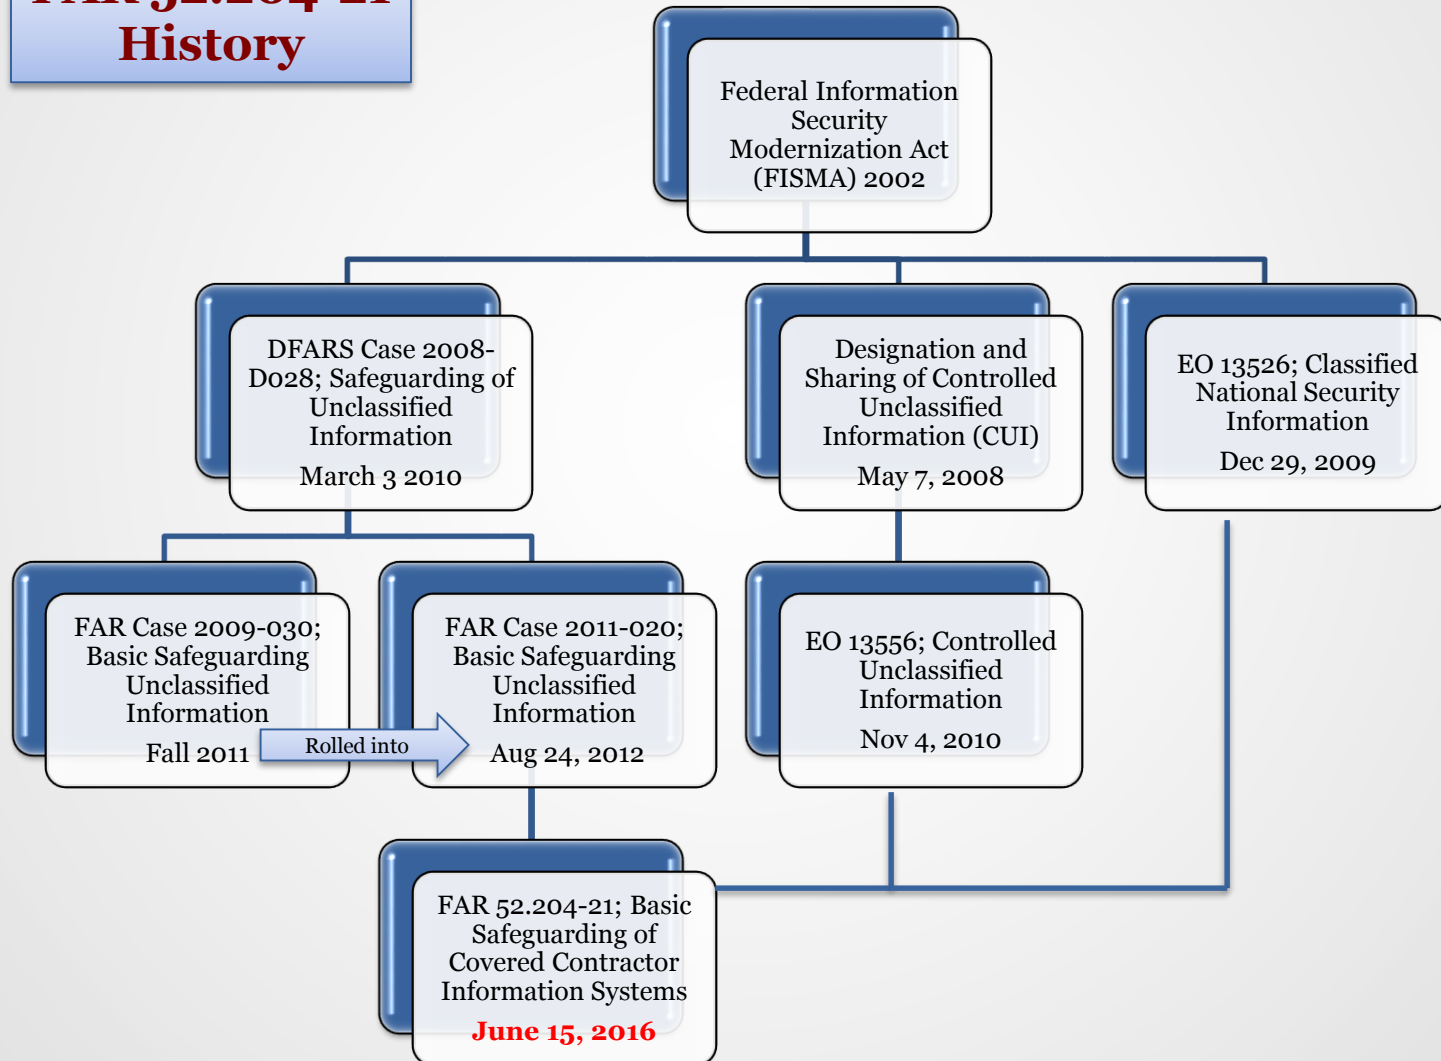 FAR 52.204-21
History
Federal Information
Security
Modernization Act
(FISMA) 2002
DFARS Case 2008-
D028; Safeguarding of
Unclassified
Information
March 3 2010
Designation and
Sharing of Controlled
Unclassified
Information (CUI)
May 7, 2008
EO 13526; Classified
National Security
Information
Dec 29, 2009
FAR Case 2009-030;
Basic Safeguarding
Unclassified
Information
Fall 2011
Rolled into
FAR Case 2011-020;
Basic Safeguarding
Unclassified
Information
Aug 24, 2012
EO 13556; Controlled
Unclassified
Information
Nov 4, 2010
FAR 52.204-21; Basic
Safeguarding of
Covered Contractor
Information Systems
June 15, 2016